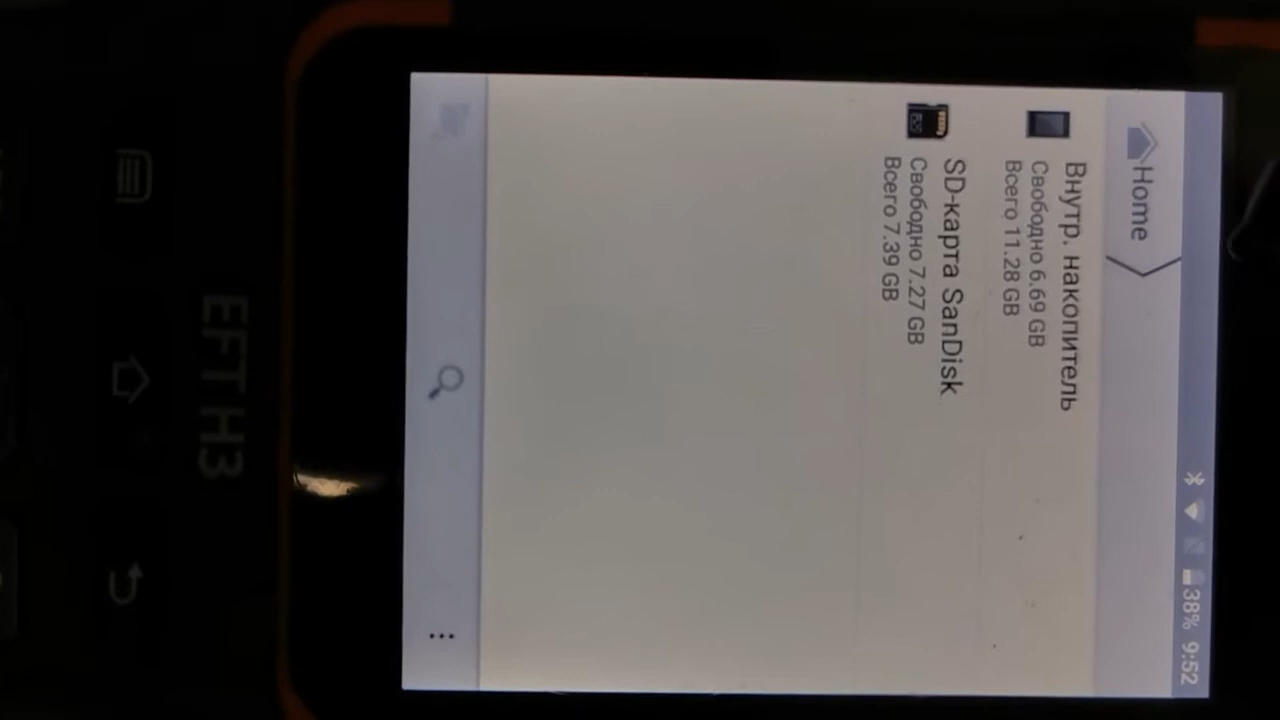 38% 9:52
Home
Внутр. накопитель
Свободно 6.69 GB
Всего 11.28 GB
SD-карта SanDisk
Свободно 7.27 GB
Всего 7.39 GB
EFT H3